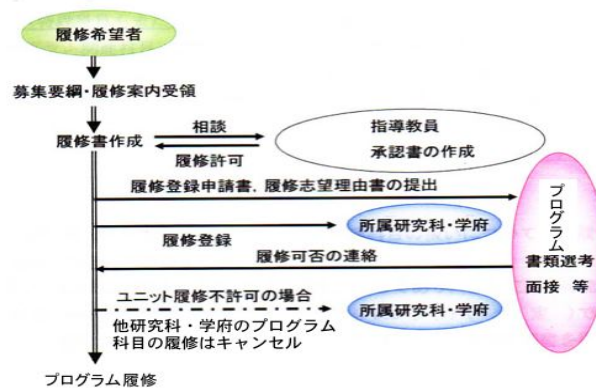 履修希望者
募集要綱・履修案内受領
履修書作成
相談
履修許可
指導教員
承認書の作成
履修登録申請書，履修志望理由書の提出
プログラム
書類選考
面接 等
履修登録
所属研究科・学府
履修可否の連絡
ユニット履修不許可の場合
所属研究科・学府
他研究科・学府のプログラム
科目の履修はキャンセル
プログラム履修